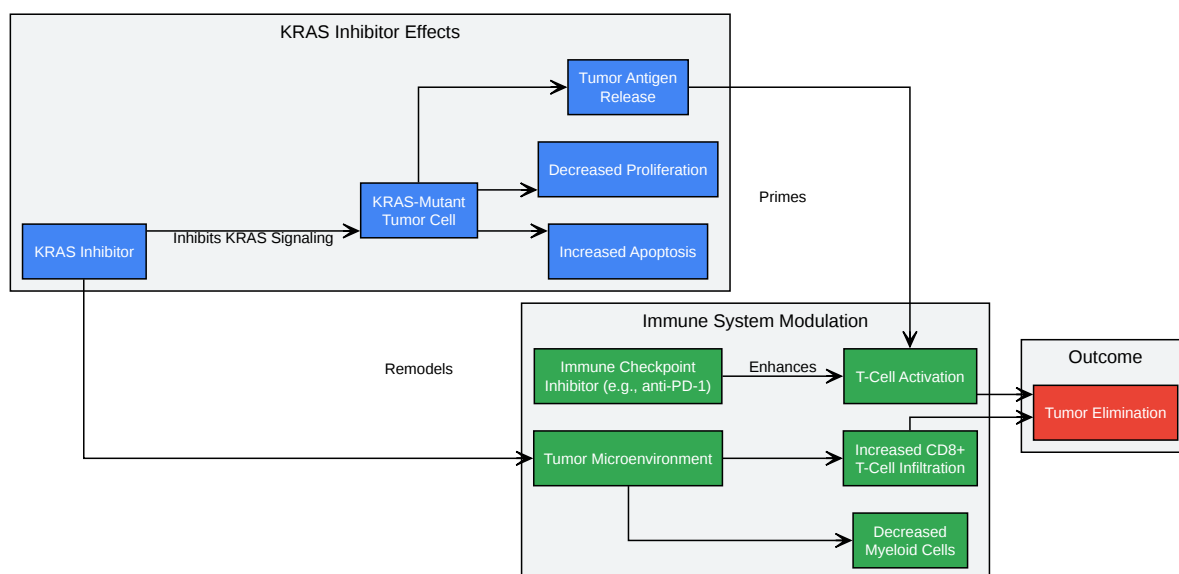 KRAS Inhibitor Effects
Tumor Antigen
Release
Decreased Proliferation
KRAS-Mutant
Tumor Cell
Primes
Inhibits KRAS Signaling
KRAS Inhibitor
Increased Apoptosis
Immune System Modulation
Remodels
Immune Checkpoint
Inhibitor (e.g., anti-PD-1)
Enhances
T-Cell Activation
Outcome
Tumor Elimination
Tumor Microenvironment
Increased CD8+
T-Cell Infiltration
Decreased
Myeloid Cells